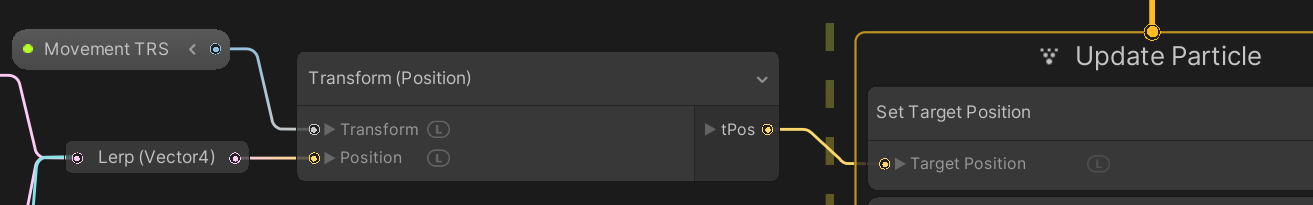 Movement TRS
Transform (Position)
Transform L
Position L
tPos
Lerp (Vector4)
Update Particle
Set Target Position
Target Position L